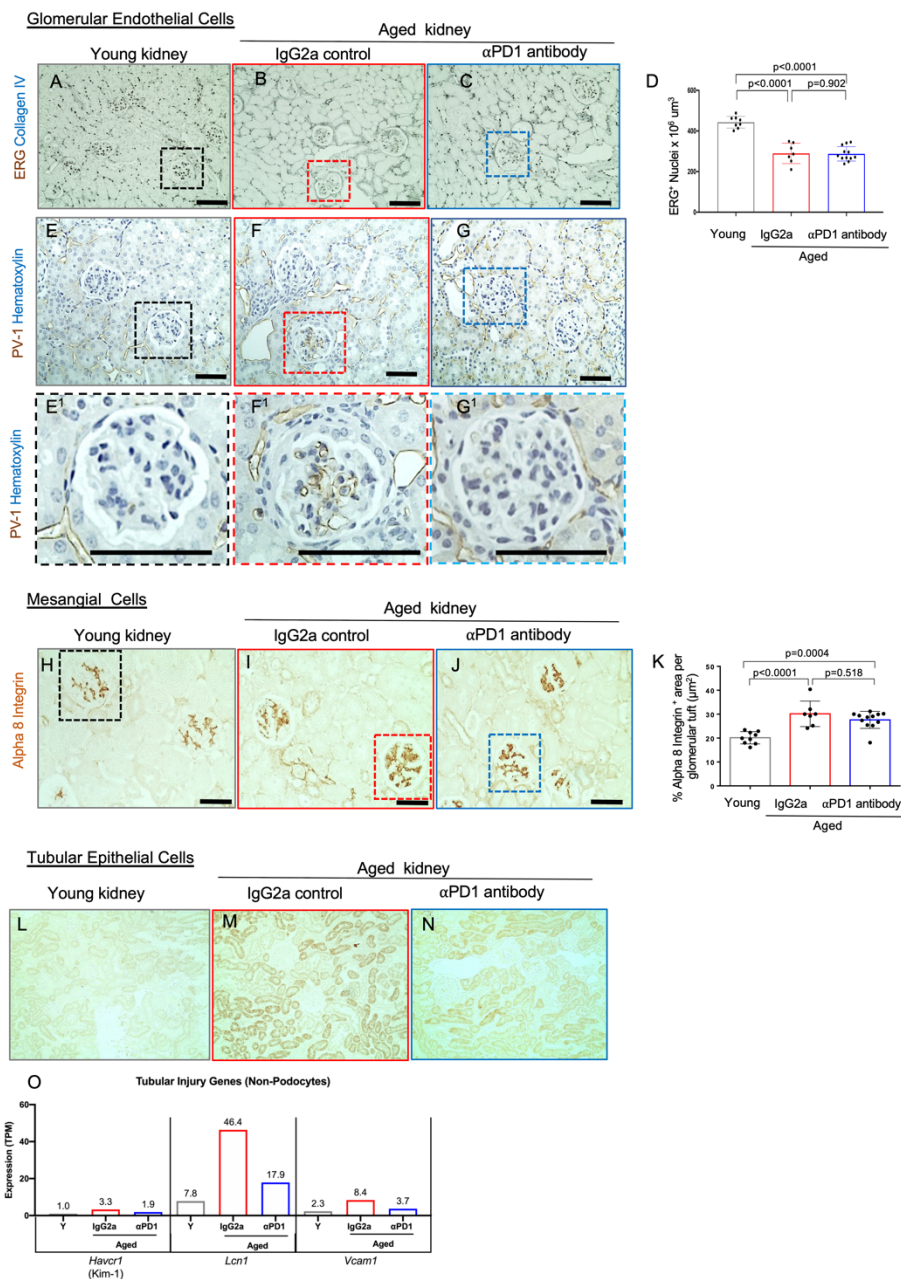 Glomerular Endothelial Cells
Aged kidney
Young kidney
IgG2a control
αPD1 antibody
A
B
C
D
ERG Collagen IV
p<0.0001
p<0.0001
p=0.902
ERG+ Nuclei x 10⁶ um³
600
400
200
0
Young
IgG2a
αPD1 antibody
Aged
E
F
G
PV-1 Hematoxylin
E¹
F¹
G¹
PV-1 Hematoxylin
Mesangial Cells
Aged kidney
Young kidney
IgG2a control
αPD1 antibody
H
I
J
K
Alpha 8 Integrin
p=0.0004
p<0.0001
p=0.518
% Alpha 8 Integrin + area per
glomerular tuft (μm²)
50
40
30
20
10
0
Young
IgG2a
αPD1 antibody
Aged
Tubular Epithelial Cells
Aged kidney
Young kidney
IgG2a control
αPD1 antibody
L
M
N
O
Tubular Injury Genes (Non-Podocytes)
Expression (TPM)
60
40
20
0
1.0
3.3
1.9
7.8
46.4
17.9
2.3
8.4
3.7
Y
IgG2a
αPD1
Y
IgG2a
αPD1
Y
IgG2a
αPD1
Aged
Aged
Aged
Havcr1
(Kim-1)
Lcn1
Vcam1